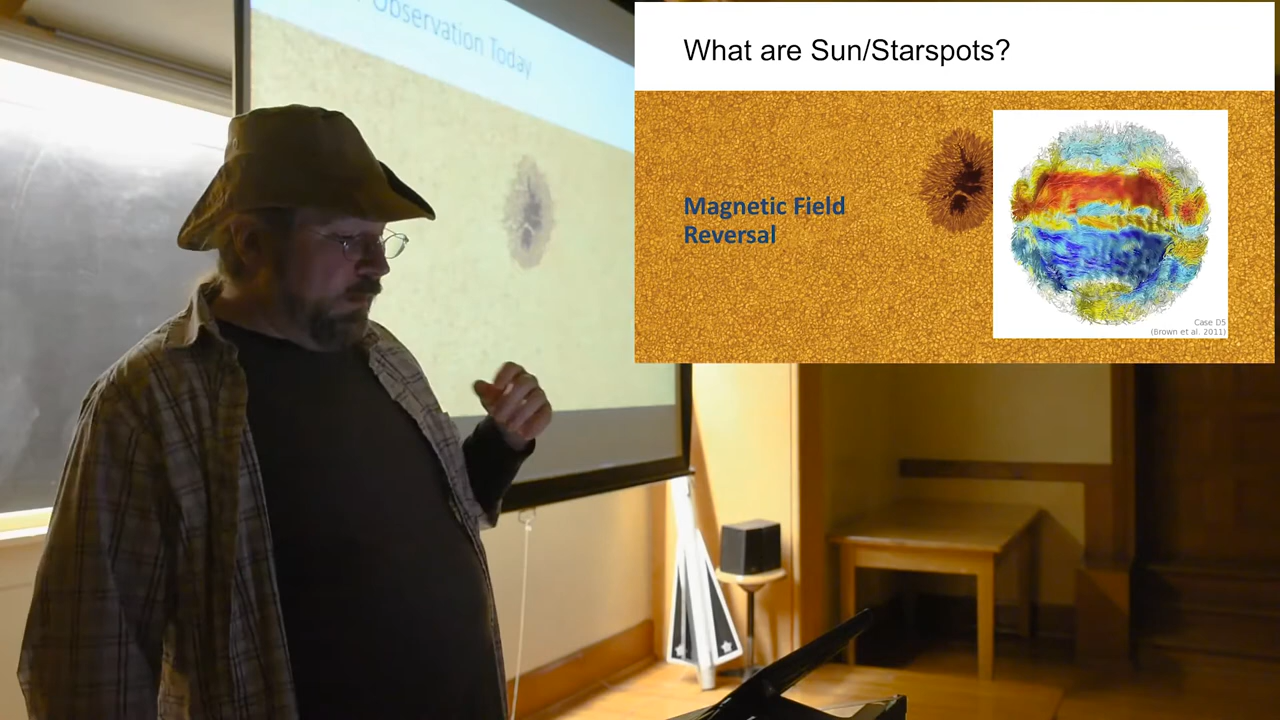 Observation Today
What are Sun/Starspots?
Magnetic Field
Reversal
Case D5
(Brown et al. 2011)